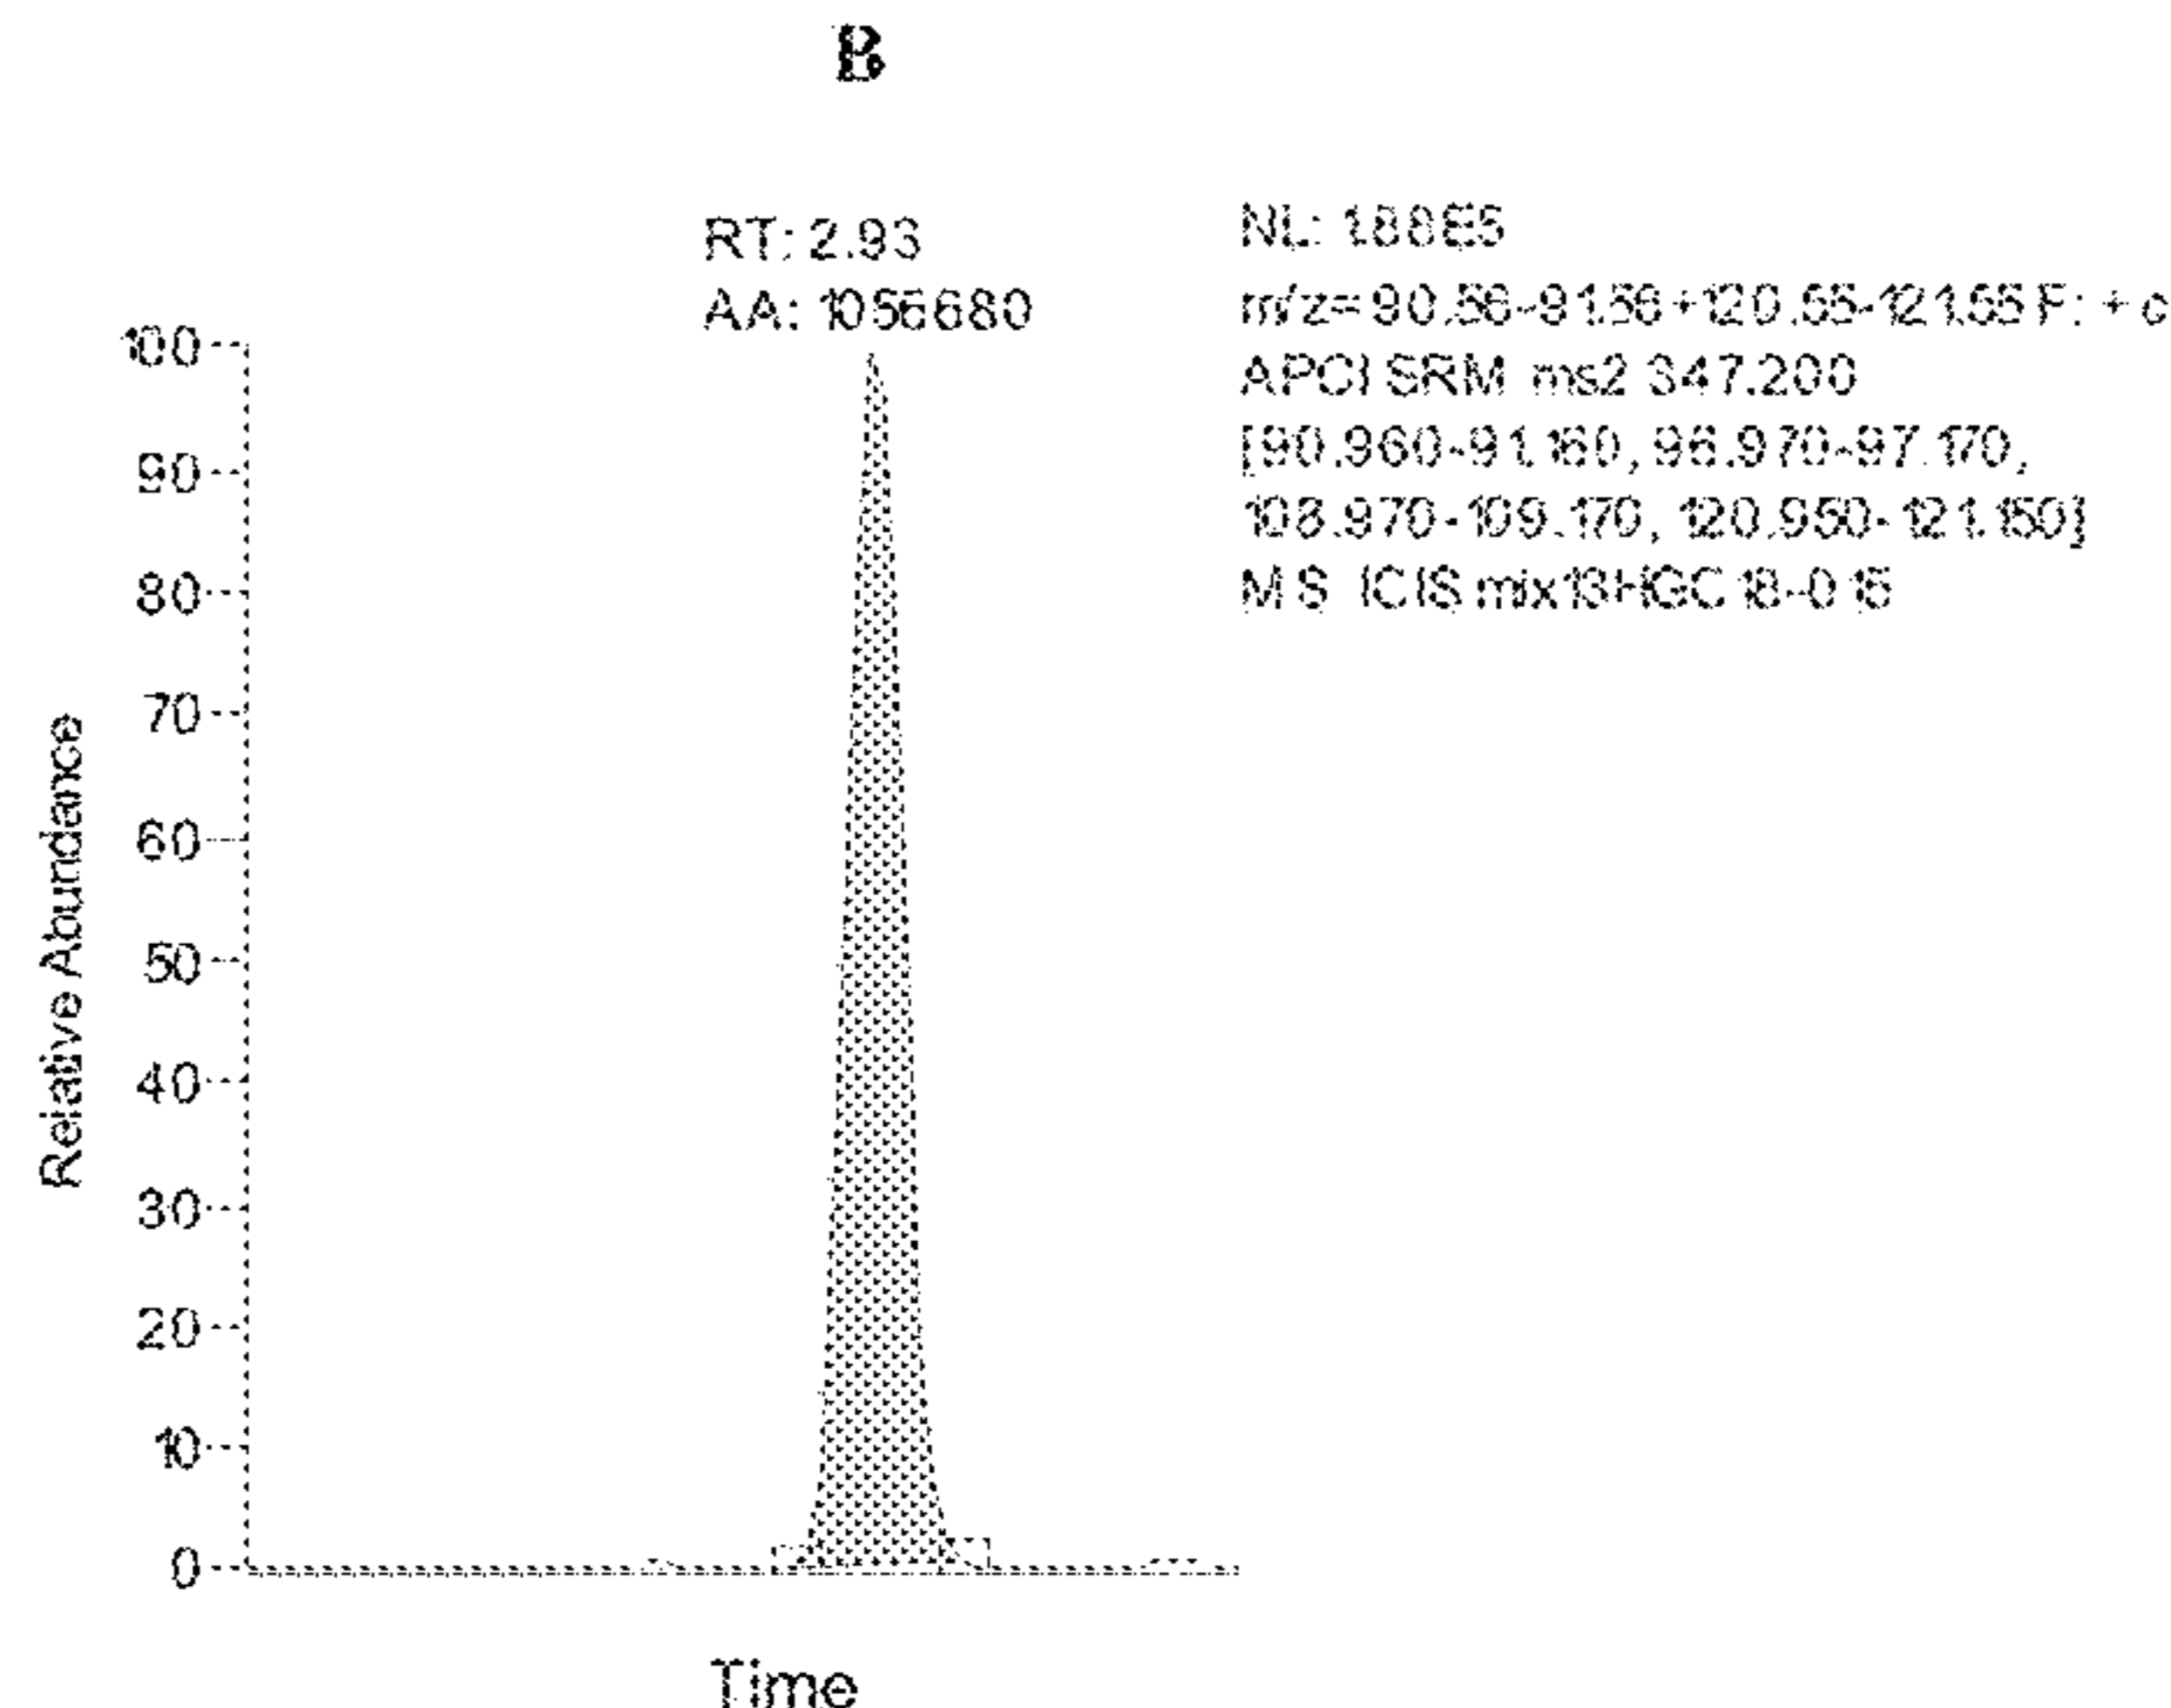 B
RT: 2.93
AA: 1056680
NL: 1.88E5
m/z= 90.56-91.56+120.55-121.55 F: + c
APCI SRM ms2 347.200
[90.960-91.160, 96.970-97.170,
108.970-109.170, 120.950-121.150]
MS ICIS mix13HGC18-015
100
90
80
70
60
50
40
30
20
10
0
Relative Abundance
Time